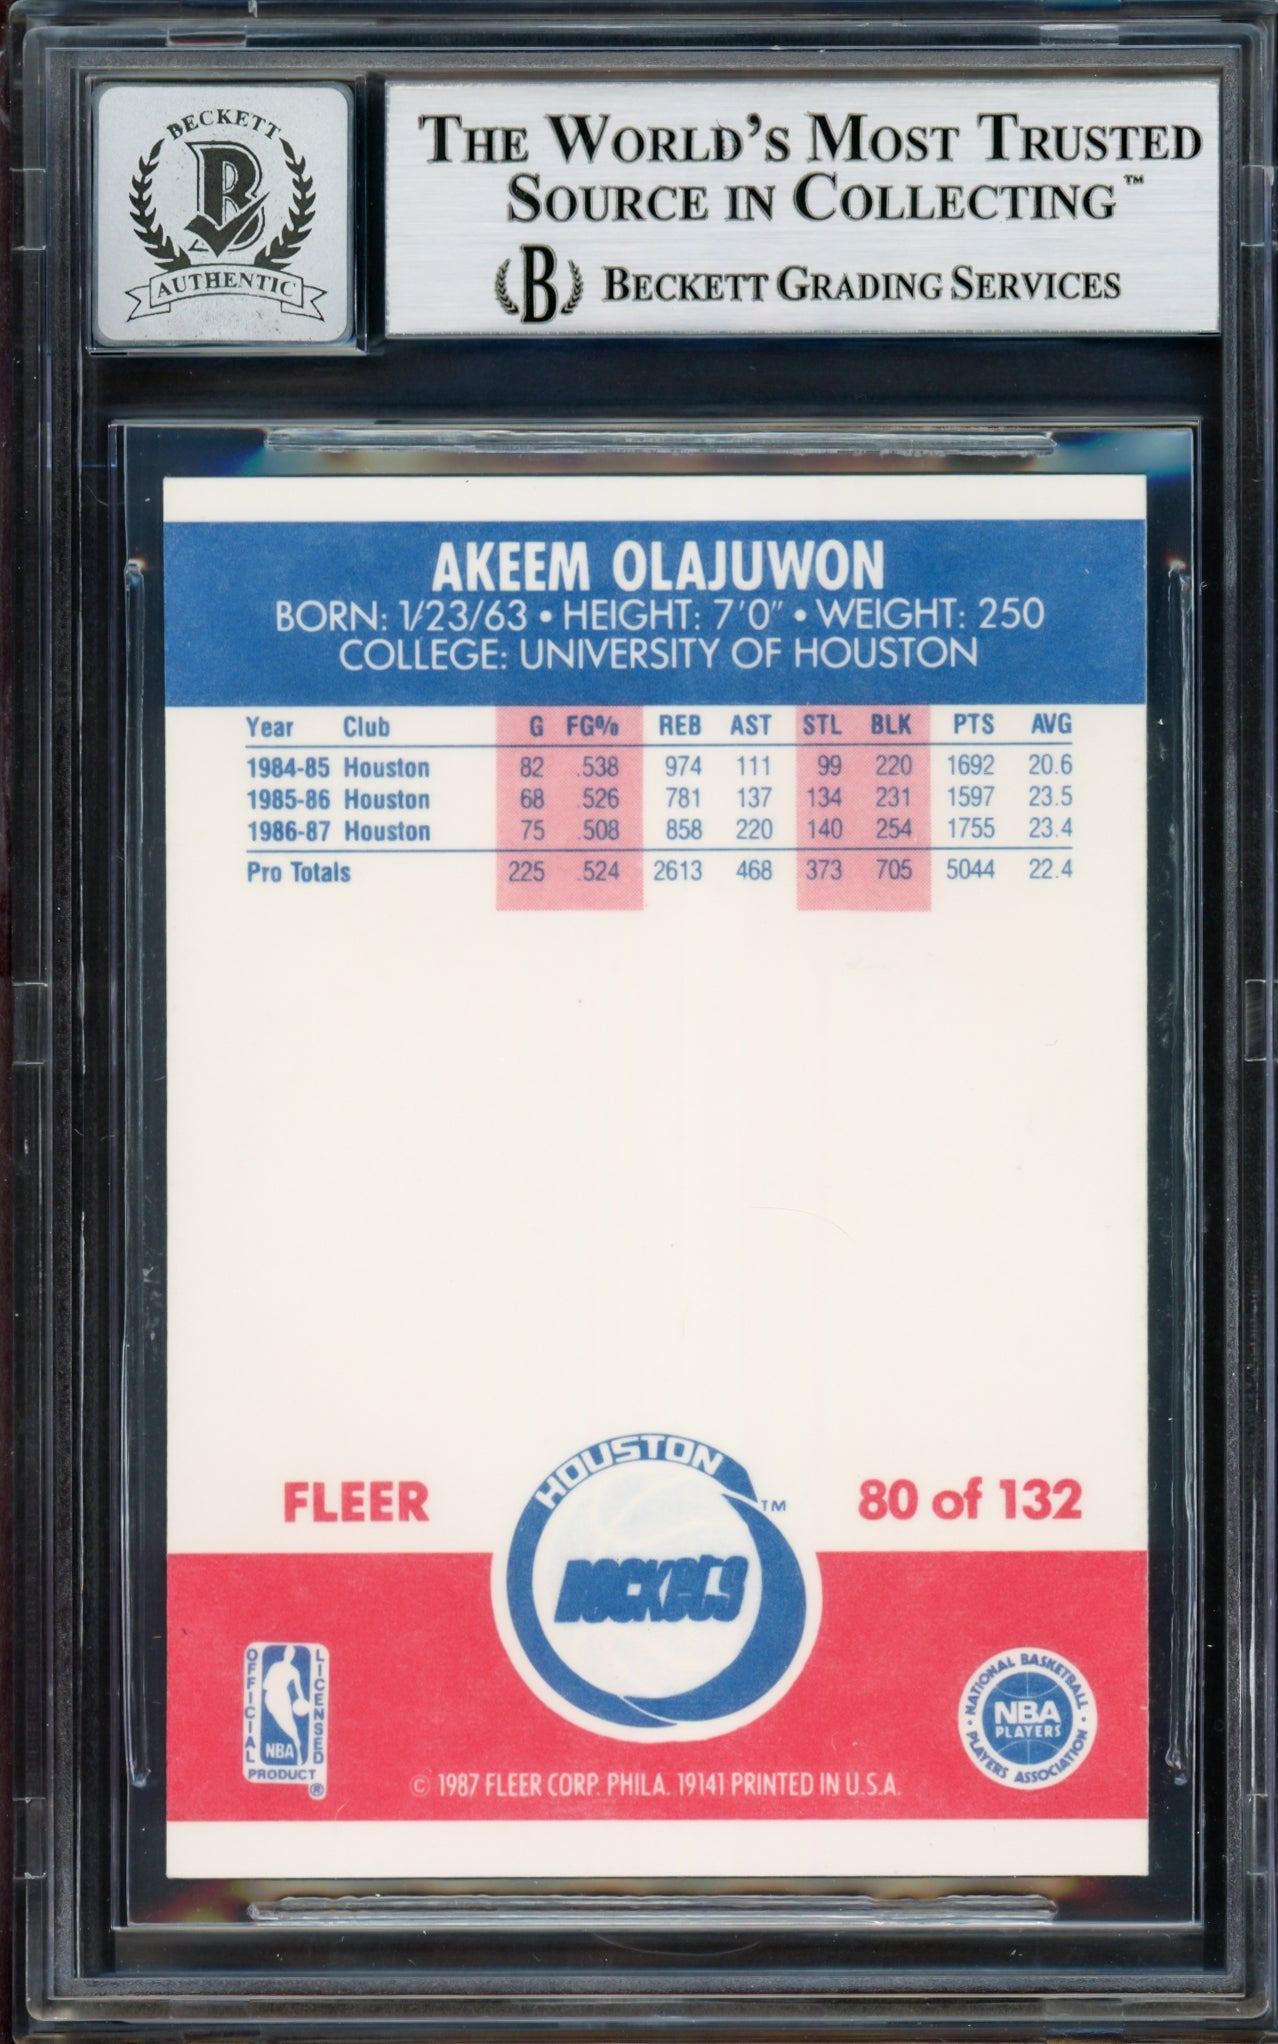 BECKETT
AUTHENTIC
THE WORLD'S MOST TRUSTED
SOURCE IN COLLECTING™
B BECKETT GRADING SERVICES
AKEEM OLAJUWON
BORN: 1/23/63 • HEIGHT: 7'0" • WEIGHT: 250
COLLEGE: UNIVERSITY OF HOUSTON
Year Club G FG% REB AST STL BLK PTS AVG
1984-85 Houston 82 .538 974 111 99 220 1692 20.6
1985-86 Houston 68 .526 781 137 134 231 1597 23.5
1986-87 Houston 75 .508 858 220 140 254 1755 23.4
Pro Totals 225 .524 2613 468 373 705 5044 22.4
HOUSTON
ROCKETS
TM
FLEER
80 of 132
OFFICIAL
LICENSED
NBA
PRODUCT
®
NATIONAL BASKETBALL
NBA
PLAYERS
PLAYERS ASSOCIATION
© 1987 FLEER CORP. PHILA. 19141 PRINTED IN U.S.A.